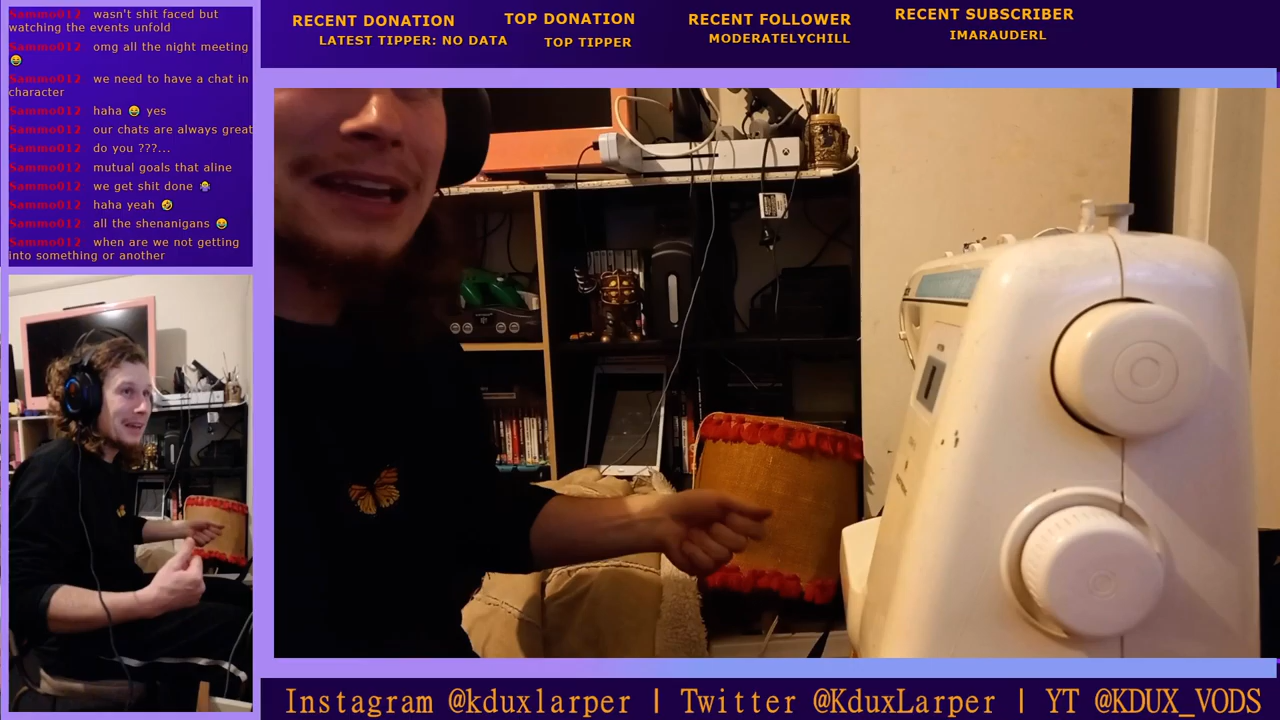 Sammo012 wasn't shit faced but
watching the events unfold
Sammo012 omg all the night meeting
😄
Sammo012 we need to have a chat in
character
Sammo012 haha 😄 yes
Sammo012 our chats are always great
Sammo012 do you ???...
Sammo012 mutual goals that aline
Sammo012 we get shit done 🤷
Sammo012 haha yeah 🤣
Sammo012 all the shenanigans 😄
Sammo012 when are we not getting
into something or another
RECENT DONATION
LATEST TIPPER: NO DATA
TOP DONATION
TOP TIPPER
RECENT FOLLOWER
MODERATELYCHILL
RECENT SUBSCRIBER
IMARAUDERL
Instagram @kduxlarper | Twitter @KduxLarper | YT @KDUX_VODS